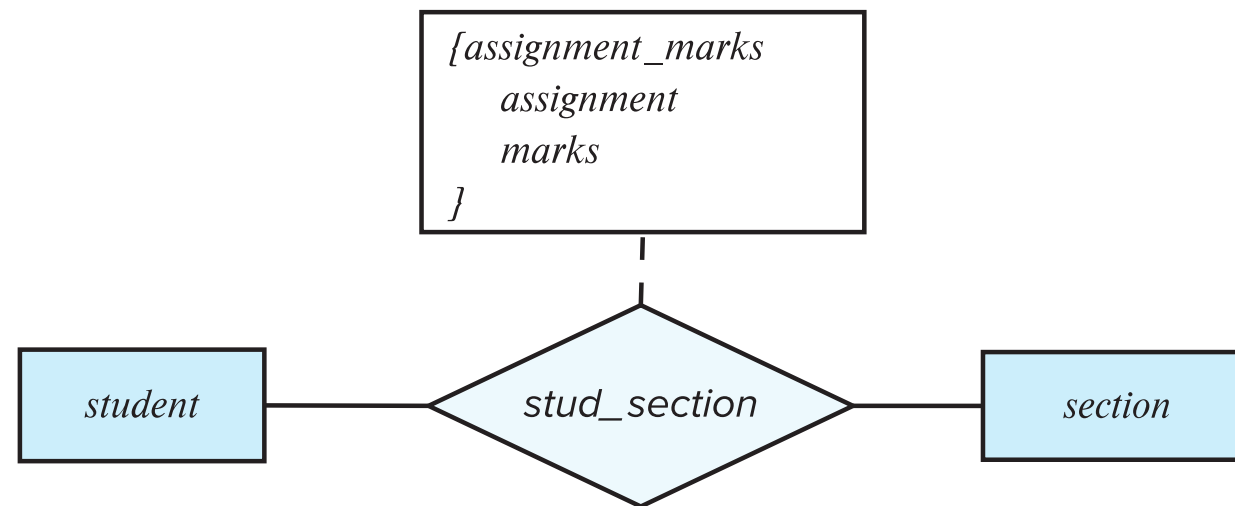 {assignment_marks
assignment
marks
}
student
stud_section
section